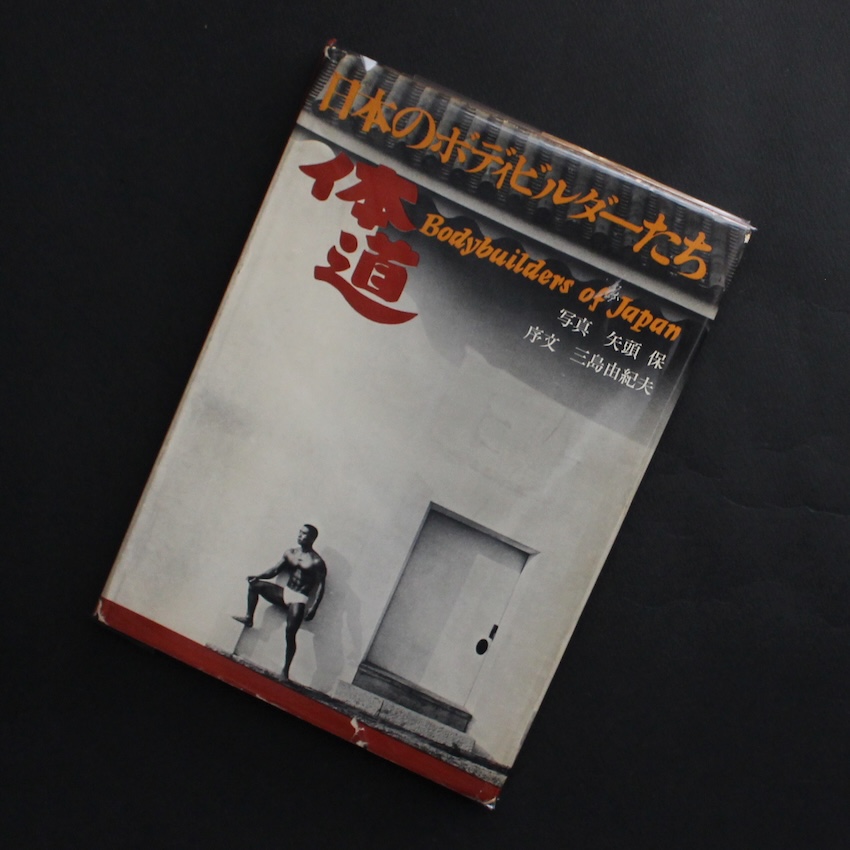 日本のボディビルダーたち
体道
Bodybuilders of Japan
写真 矢頭 保
序文 三島由紀夫